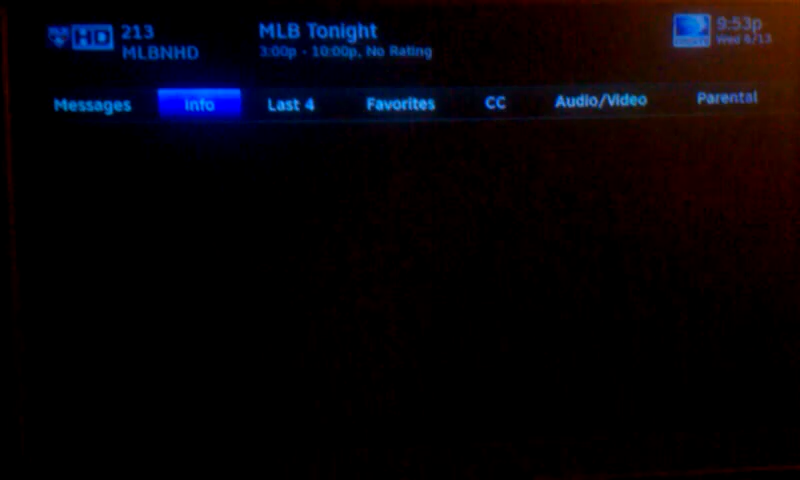 HD 213 MLB Tonight 9:53p
MLBNHD 3:00p - 10:00p, No Rating Wed 6/13
Messages Info Last 4 Favorites CC Audio/Video Parental